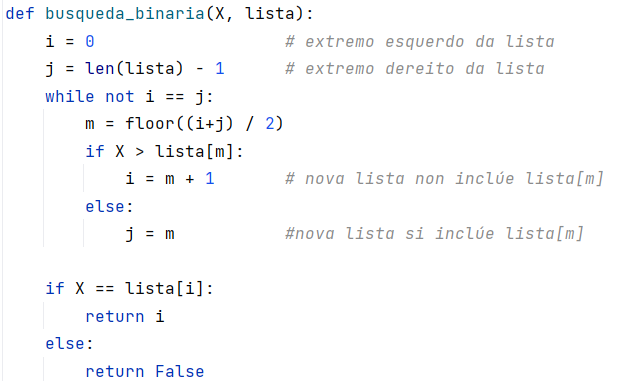 def busqueda_binaria(X, lista):
    i = 0                   # extremo esquerdo da lista
    j = len(lista) - 1      # extremo dereito da lista
    while not i == j:
        m = floor((i+j) / 2)
        if X > lista[m]:
            i = m + 1       # nova lista non inclúe lista[m]
        else:
            j = m           #nova lista si inclúe lista[m]

    if X == lista[i]:
        return i
    else:
        return False